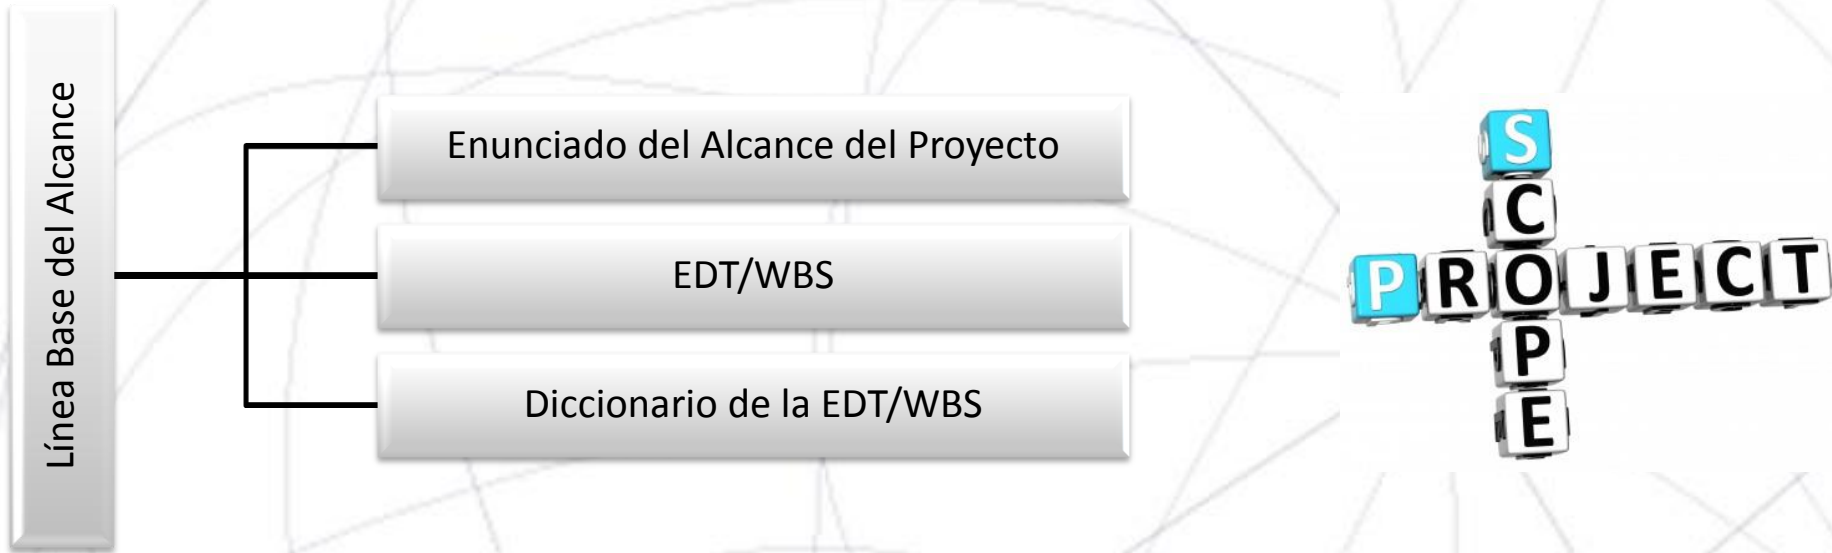 Línea Base del Alcance
Enunciado del Alcance del Proyecto
EDT/WBS
Diccionario de la EDT/WBS
SCOPE
PROJECT